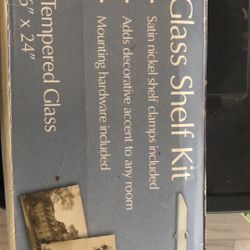 Glass Shelf Kit
• Satin nickel shelf clamps included
• Adds decorative accent to any room
• Mounting hardware included
Tempered Glass
" x 24"